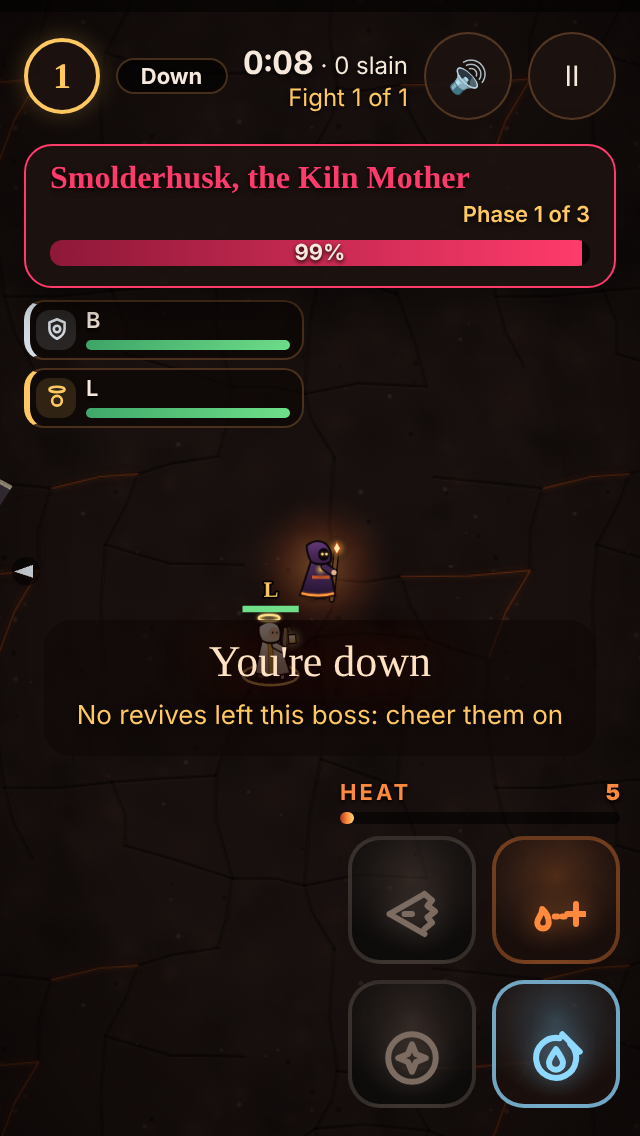 1
Down
0:08 · 0 slain
Fight 1 of 1
Smolderhusk, the Kiln Mother
Phase 1 of 3
99%
B
L
L
You're down
No revives left this boss: cheer them on
HEAT 5